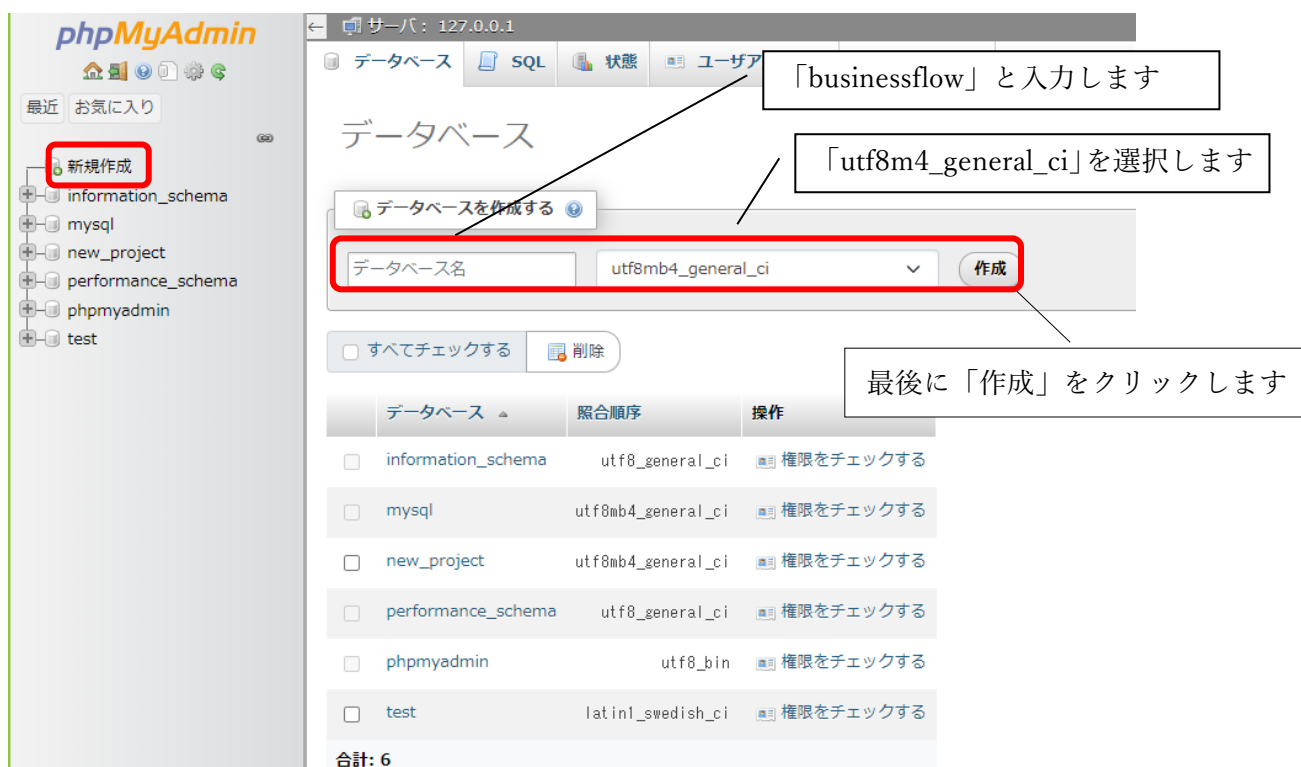 phpMyAdmin
最近 お気に入り
新規作成
information_schema
mysql
new_project
performance_schema
phpmyadmin
test
サーバ: 127.0.0.1
データベース SQL 状態 ユーザア
「businessflow」と入力します
データベース
「utf8m4_general_ci」を選択します
データベースを作成する
データベース名 utf8mb4_general_ci 作成
すべてチェックする 削除
最後に「作成」をクリックします
データベース 照合順序 操作
information_schema utf8_general_ci 権限をチェックする
mysql utf8mb4_general_ci 権限をチェックする
new_project utf8mb4_general_ci 権限をチェックする
performance_schema utf8_general_ci 権限をチェックする
phpmyadmin utf8_bin 権限をチェックする
test latin1_swedish_ci 権限をチェックする
合計: 6